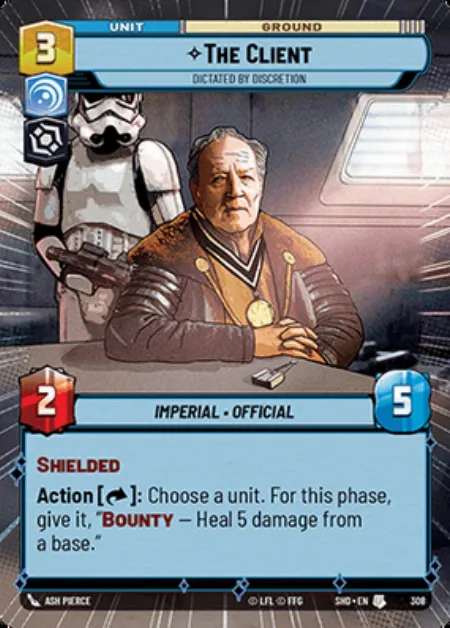 UNIT GROUND
3
THE CLIENT
DICTATED BY DISCRETION
2
IMPERIAL • OFFICIAL
5
SHIELDED
Action [ ]: Choose a unit. For this phase,
give it, “BOUNTY — Heal 5 damage from
a base.”
ASH PIERCE © LFL © FFG SHD • EN 308